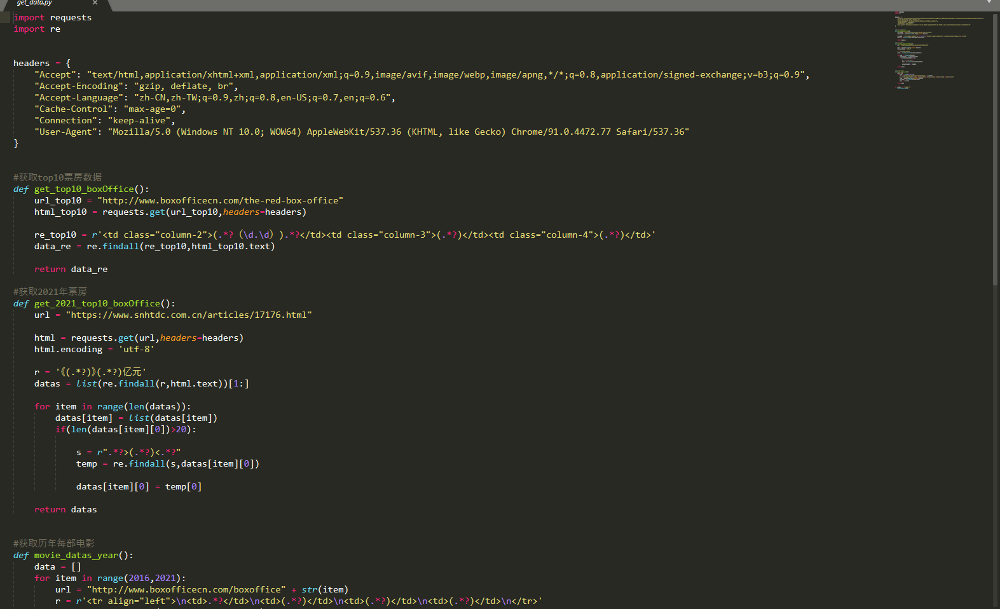 get_data.py
import requests
import re
headers = {
"Accept": "text/html,application/xhtml+xml,application/xml;q=0.9,image/avif,image/webp,image/apng,*/*;q=0.8,application/signed-exchange;v=b3;q=0.9",
"Accept-Encoding": "gzip, deflate, br",
"Accept-Language": "zh-CN,zh-TW;q=0.9,zh;q=0.8,en-US;q=0.7,en;q=0.6",
"Cache-Control": "max-age=0",
"Connection": "keep-alive",
"User-Agent": "Mozilla/5.0 (Windows NT 10.0; WOW64) AppleWebKit/537.36 (KHTML, like Gecko) Chrome/91.0.4472.77 Safari/537.36"
}
#获取top10票房数据
def get_top10_boxOffice():
url_top10 = "http://www.boxofficecn.com/the-red-box-office"
html_top10 = requests.get(url_top10,headers=headers)
re_top10 = r'<td class="column-2">(.*?（\d.\d）).*?</td><td class="column-3">(.*?)</td><td class="column-4">(.*?)</td>'
data_re = re.findall(re_top10,html_top10.text)
return data_re
#获取2021年票房
def get_2021_top10_boxOffice():
url = "https://www.snhtdc.com.cn/articles/17176.html"
html = requests.get(url,headers=headers)
html.encoding = 'utf-8'
r = '《(.*?)》(.*?)亿元'
datas = list(re.findall(r,html.text))[1:]
for item in range(len(datas)):
datas[item] = list(datas[item])
if(len(datas[item][0])>20):
s = r".*?>(.*?)<.*?"
temp = re.findall(s,datas[item][0])
datas[item][0] = temp[0]
return datas
#获取历年每部电影
def movie_datas_year():
data = []
for item in range(2016,2021):
url = "http://www.boxofficecn.com/boxoffice" + str(item)
r = r'<tr align="left">\n<td>.*?</td>\n<td>(.*?)</td>\n<td>(.*?)</td>\n<td>(.*?)</td>\n</tr>'